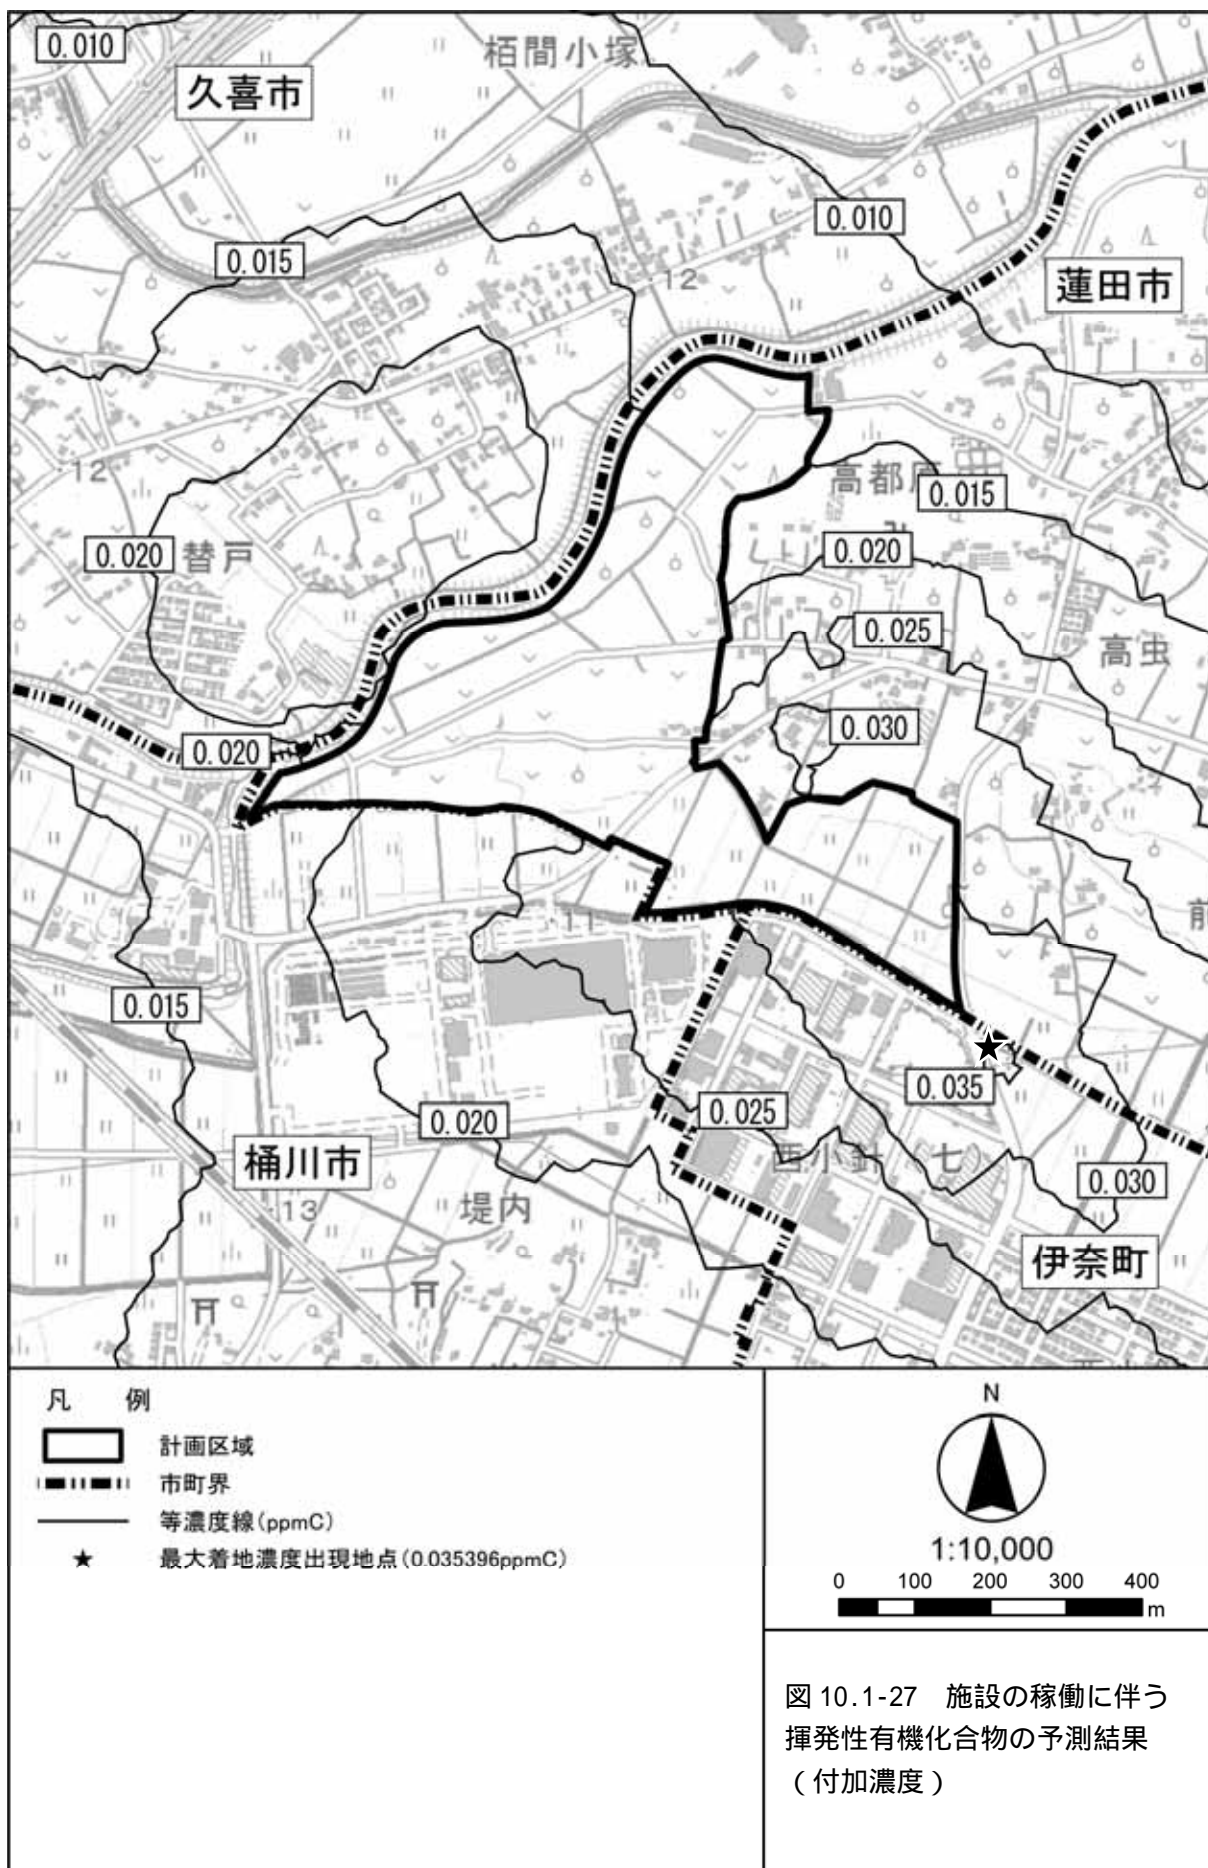 0.010
久喜市
栢間小塚
0.010
0.015
蓮田市
12
12
高都原
0.015
0.020
0.020
替戸
0.025
高虫
0.030
0.020
前
11
0.015
0.035
0.025
0.020
西小針 七
桶川市
0.030
13
堤内
伊奈町
凡 例
計画区域
市町界
等濃度線(ppmC)
★ 最大着地濃度出現地点(0.035396ppmC)
N
1:10,000
0 100 200 300 400
m
図 10.1-27 施設の稼働に伴う
揮発性有機化合物の予測結果
(付加濃度)